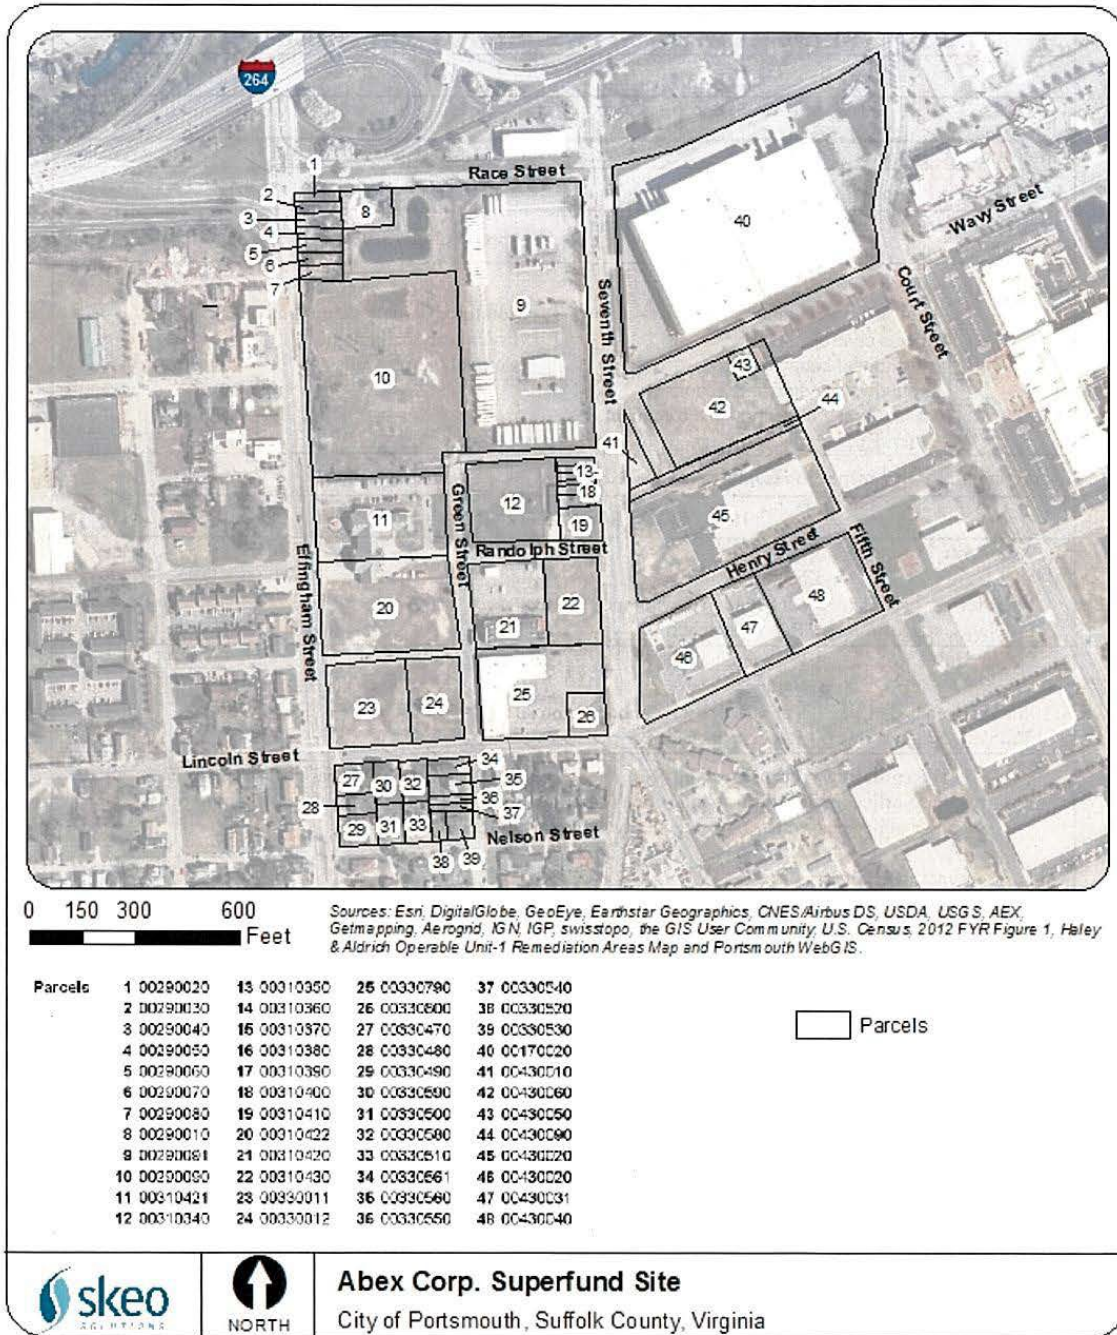 264
Race Street
Wavy Street
Court Street
Seventh Street
Green Street
Randolph Street
Effingham Street
Henry Street
Fifth Street
Lincoln Street
Nelson Street
1
2
3
4
5
6
7
8
9
10
11
12
13-
18
19
20
21
22
23
24
25
26
27
28
29
30
31
32
33
34
35
36
37
38
39
40
41
42
43
44
45
46
47
48
0 150 300 600
Feet
Sources: Esri, DigitalGlobe, GeoEye, Earthstar Geographics, CNES/Airbus DS, USDA, USGS, AEX,
Getmapping, Aerogrid, IGN, IGP, swisstopo, the GIS User Community, U.S. Census, 2012 FYR Figure 1, Haley
& Aldrich Operable Unit-1 Remediation Areas Map and Portsmouth WebGIS.
Parcels 1 00290020 13 00310350 25 00330790 37 00330540
2 00290030 14 00310360 26 00330800 38 00330520
3 00290040 15 00310370 27 00330470 39 00330530
4 00290050 16 00310380 28 00330480 40 00170020
5 00290060 17 00310390 29 00330490 41 00430010
6 00290070 18 00310400 30 00330590 42 00430060
7 00290080 19 00310410 31 00330500 43 00430050
8 00290010 20 00310422 32 00330580 44 00430090
9 00290091 21 00310420 33 00330510 45 00430020
10 00290090 22 00310430 34 00330561 46 00430020
11 00310421 23 00330011 35 00330560 47 00430031
12 00310340 24 00330012 36 00330550 48 00430040
Parcels
skeo
SOLUTIONS
NORTH
Abex Corp. Superfund Site
City of Portsmouth, Suffolk County, Virginia